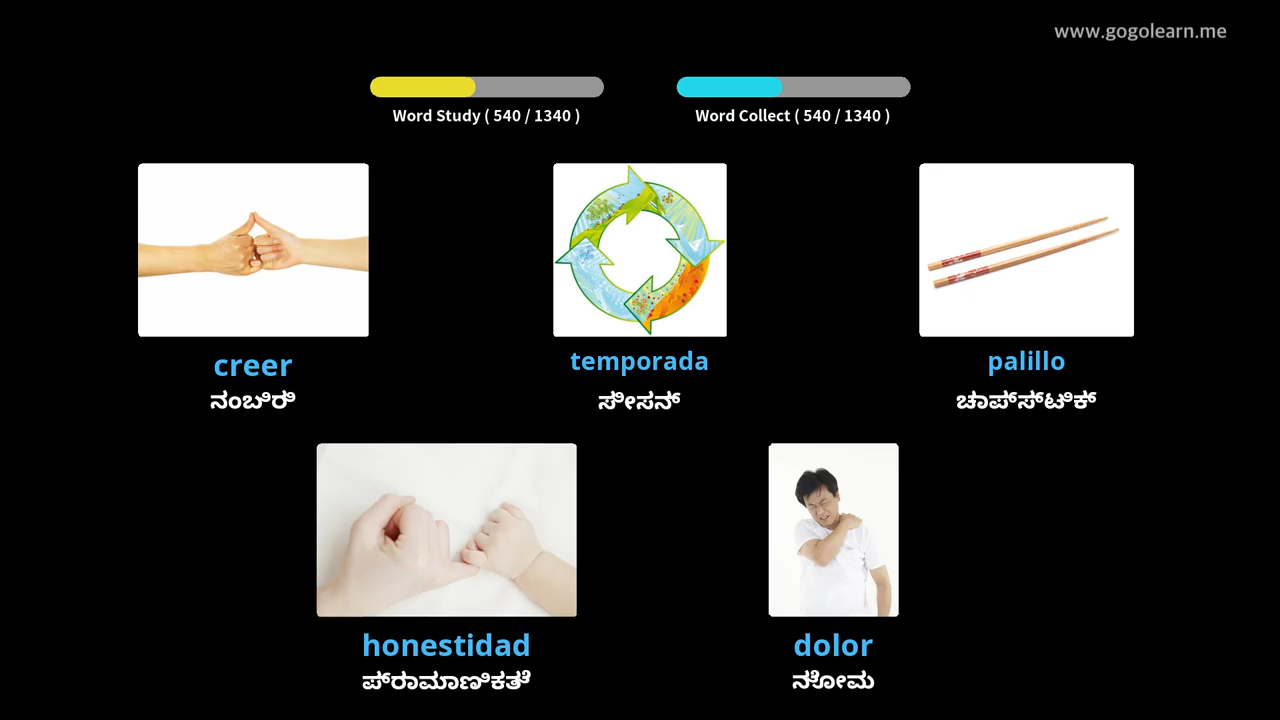 www.gogolearn.me
Word Study ( 540 / 1340 )
Word Collect ( 540 / 1340 )
creer
ನಂಬಿರಿ
temporada
ಸೀಸನ್
palillo
ಚಾಪ್ಸ್ಟಿಕ್
honestidad
ಪ್ರಾಮಾಣಿಕತೆ
dolor
ನೋಮ